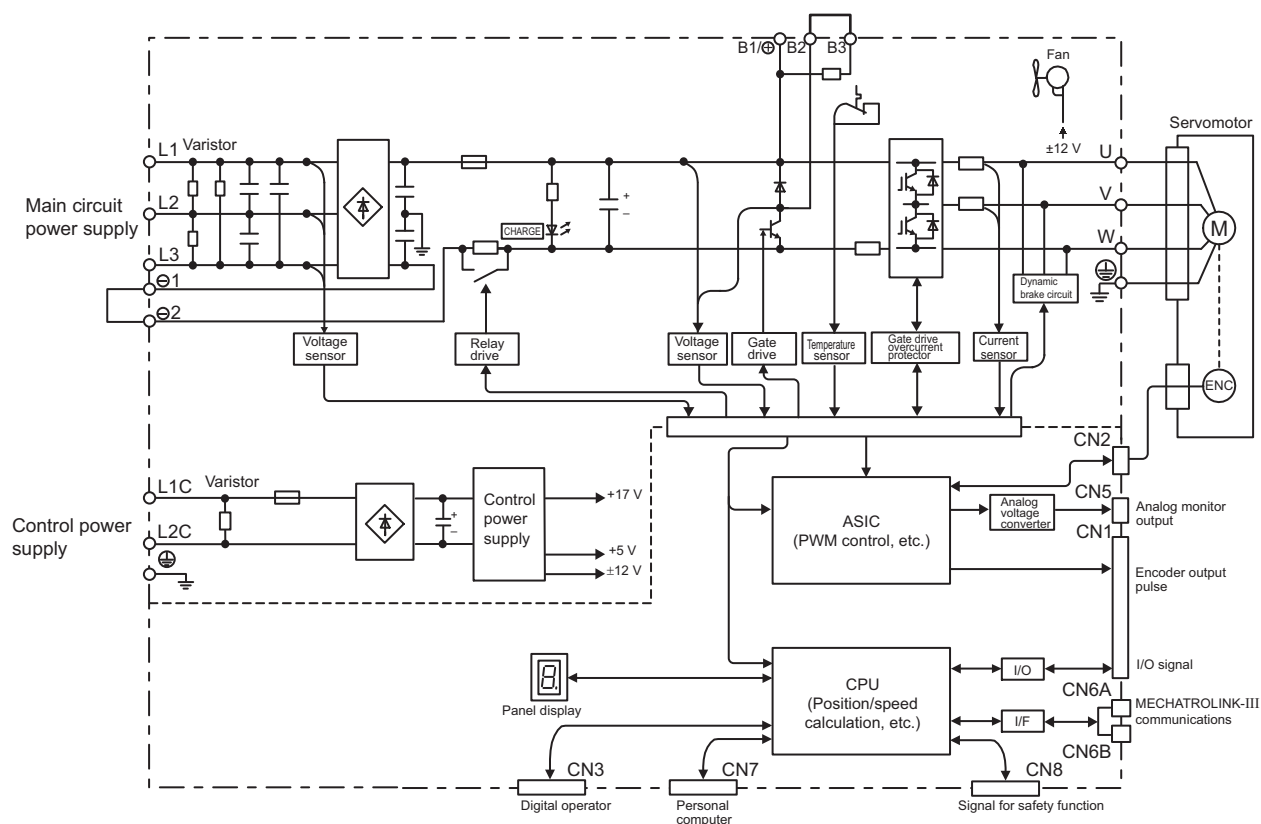 B1/⊕ B2 B3
Fan
±12 V
Servomotor
L1 Varistor
U
L2
V
Main circuit
power supply
CHARGE
+
–
W
M
L3
⊖1
⊖2
Dynamic
brake circuit
Voltage
sensor
Relay
drive
Voltage
sensor
Gate
drive
Temperature
sensor
Gate drive
overcurrent
protector
Current
sensor
ENC
CN2
L1C Varistor
+
–
Control
power
supply
+17 V
+5 V
±12 V
L2C
Control power
supply
ASIC
(PWM control, etc.)
Analog
voltage
converter
CN5
Analog monitor
output
CN1
Encoder output
pulse
I/O signal
8.
Panel display
CPU
(Position/speed
calculation, etc.)
I/O
I/F
CN6A
MECHATROLINK-III
communications
CN6B
CN3
Digital operator
CN7
Personal
computer
CN8
Signal for safety function